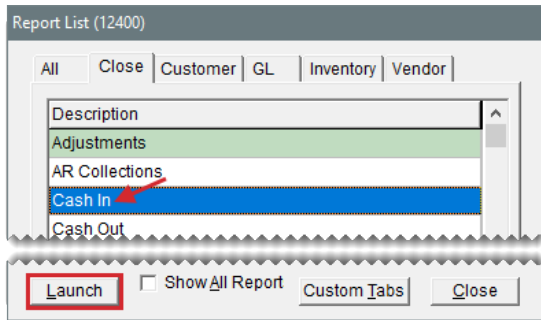 Report List (12400)
All Close Customer GL Inventory Vendor
Description
Adjustments
AR Collections
Cash In
Cash Out
Launch Show All Report Custom Tabs Close